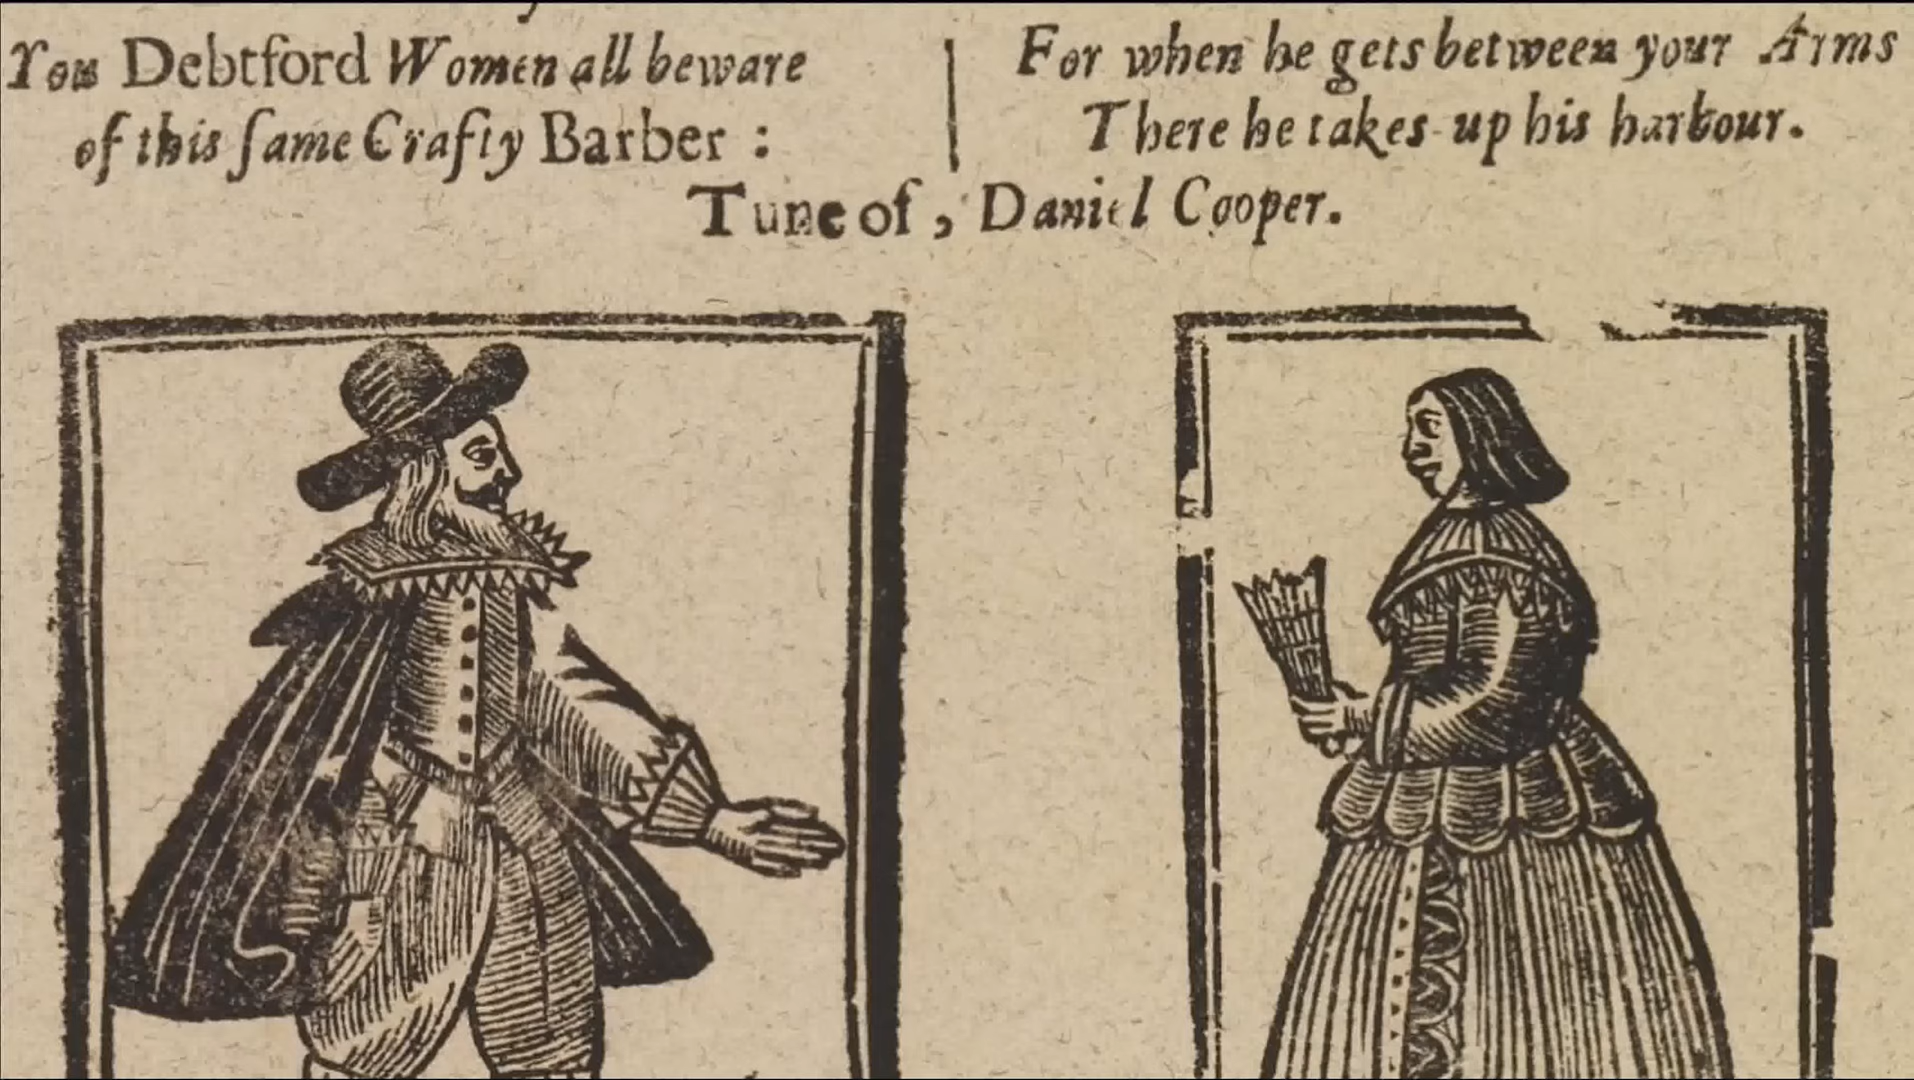 You Debtford Women all beware
of this ſame Crafty Barber :
For when he gets between your Arms
There he takes up his harbour.
Tune of , Daniel Cooper.